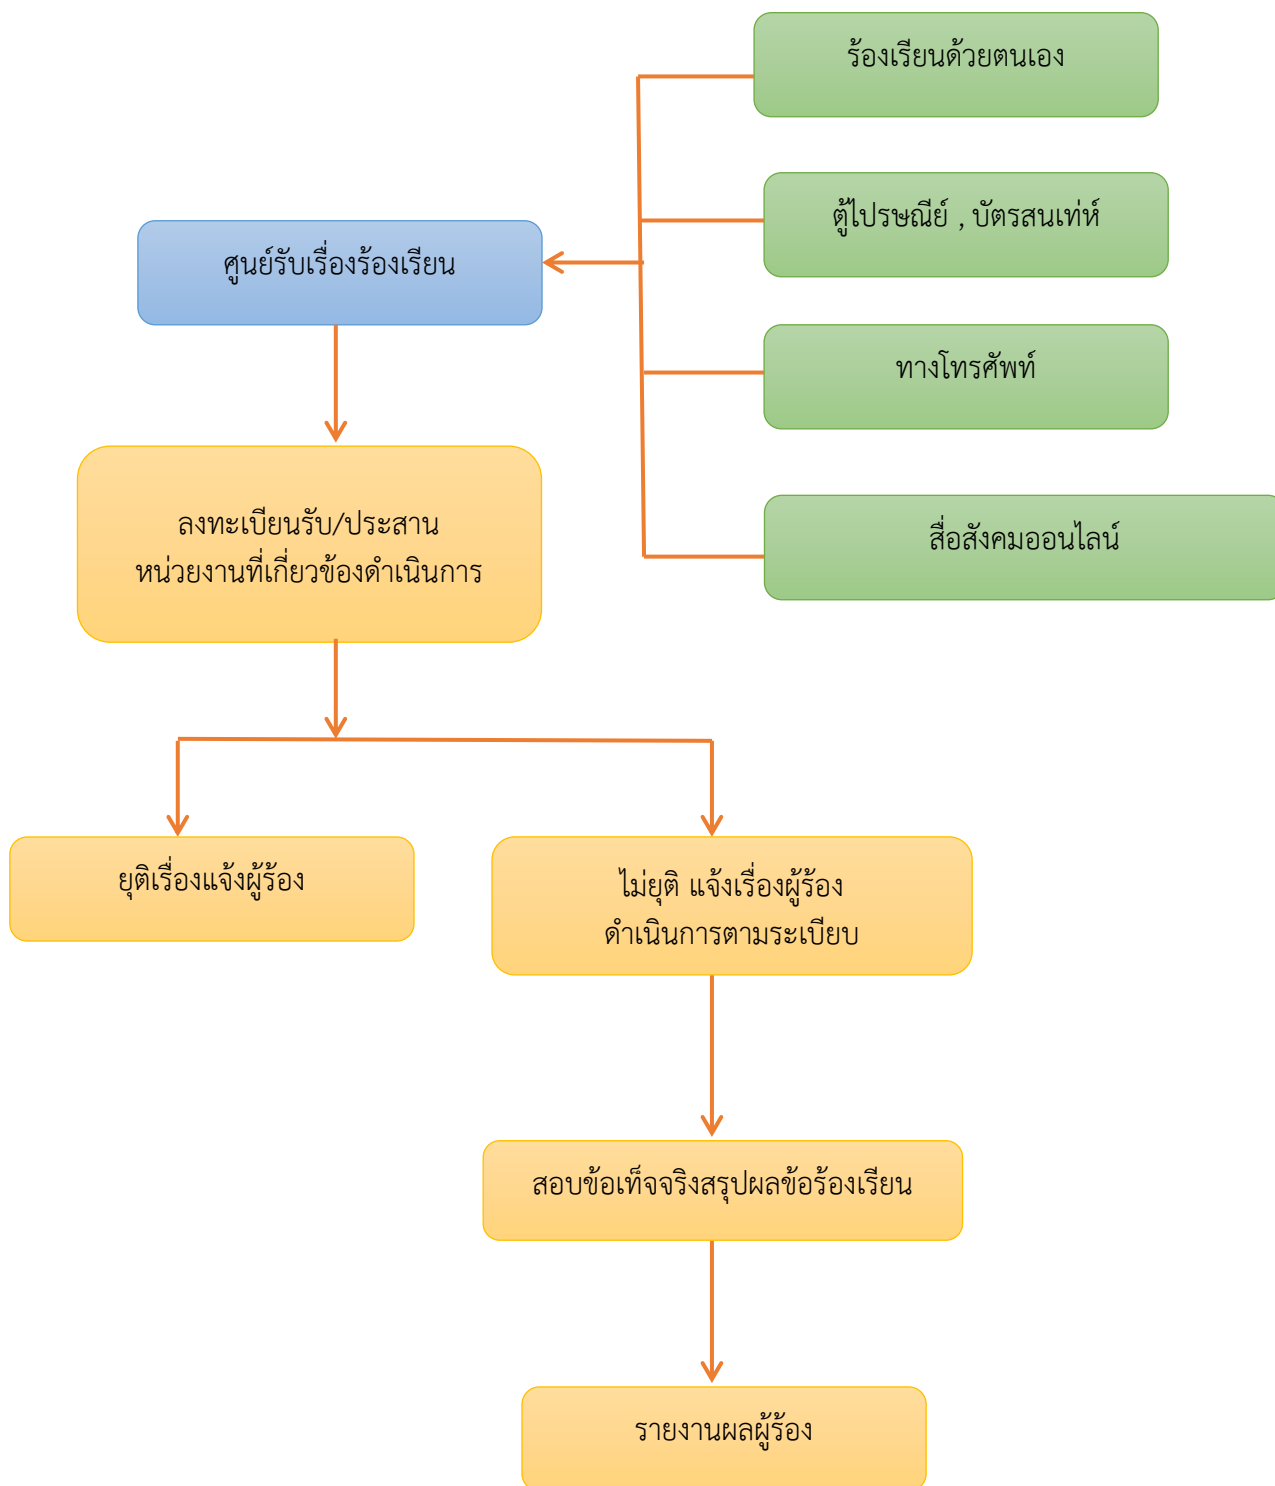 ร้องเรียนด้วยตนเอง
ตู้ไปรษณีย์ , บัตรสนเท่ห์
ศูนย์รับเรื่องร้องเรียน
ทางโทรศัพท์
สื่อสังคมออนไลน์
ลงทะเบียนรับ/ประสาน
หน่วยงานที่เกี่ยวข้องดำเนินการ
ยุติเรื่องแจ้งผู้ร้อง
ไม่ยุติ แจ้งเรื่องผู้ร้อง
ดำเนินการตามระเบียบ
สอบข้อเท็จจริงสรุปผลข้อร้องเรียน
รายงานผลผู้ร้อง